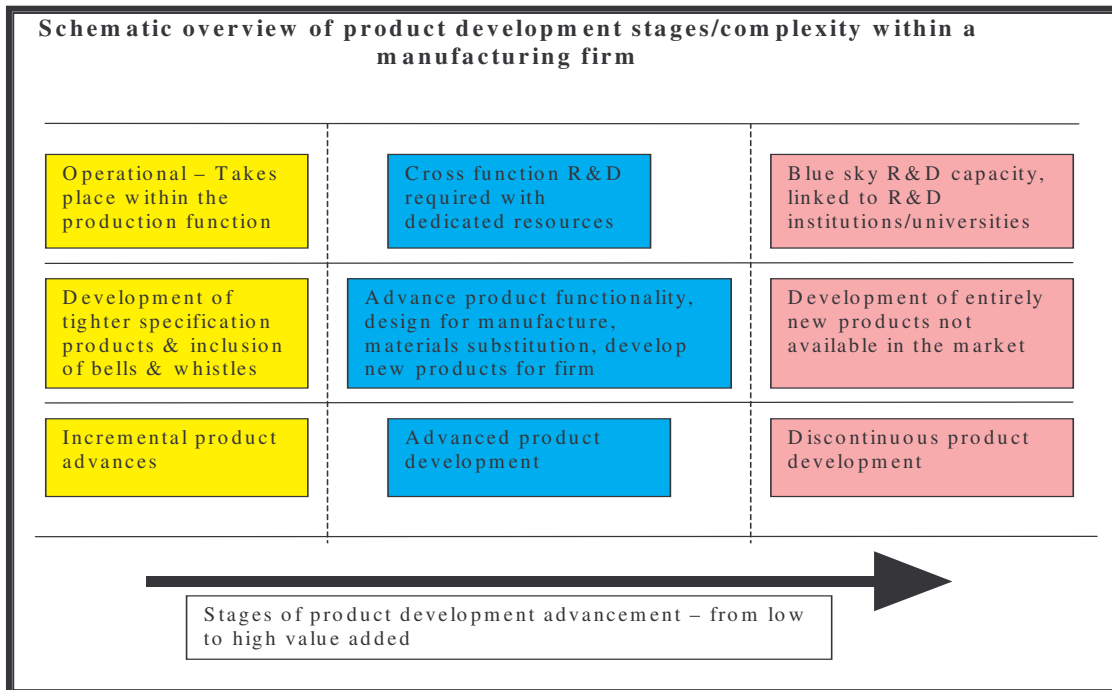 Schematic overview of product development stages/complexity within a
manufacturing firm
Operational – Takes
place within the
production function
Cross function R&D
required with
dedicated resources
Blue sky R&D capacity,
linked to R&D
institutions/universities
Development of
tighter specification
products & inclusion
of bells & whistles
Advance product functionality,
design for manufacture,
materials substitution, develop
new products for firm
Development of entirely
new products not
available in the market
Incremental product
advances
Advanced product
development
Discontinuous product
development
Stages of product development advancement – from low
to high value added